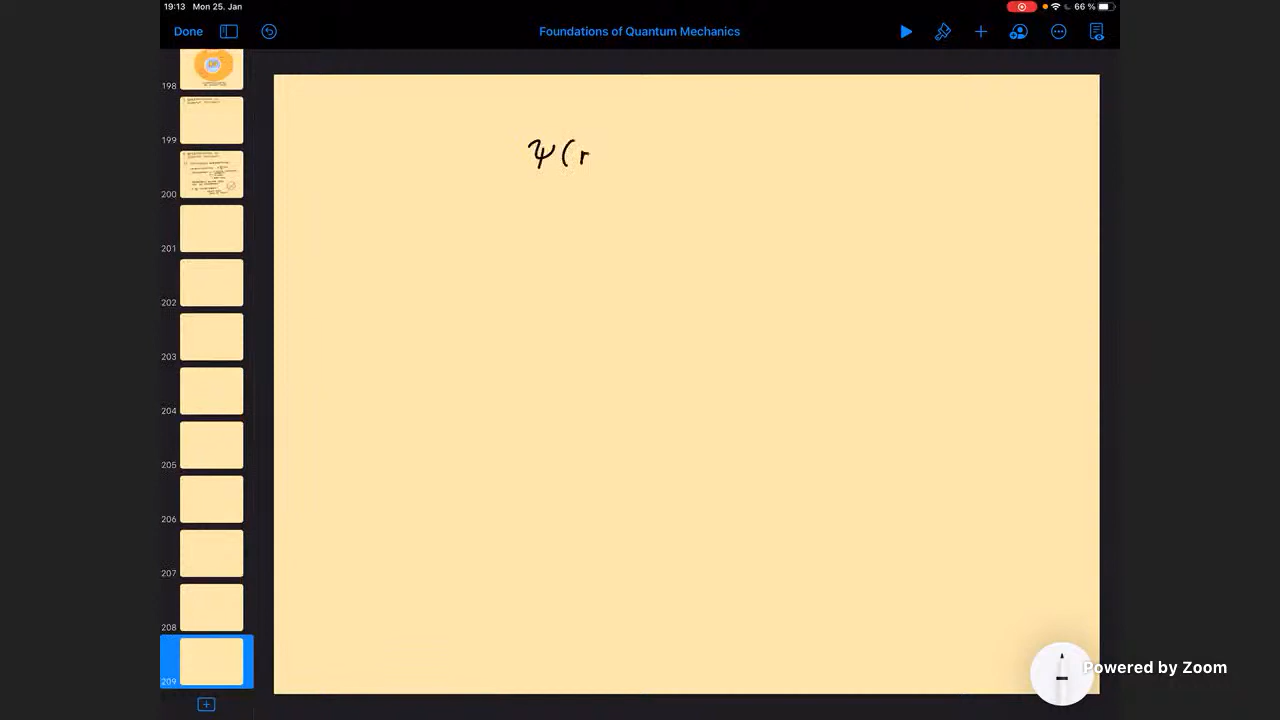 19:13 Mon 25. Jan
66 %
Done
Foundations of Quantum Mechanics
198
199
200
201
202
203
204
205
206
207
208
209
Ψ(r
Powered by Zoom